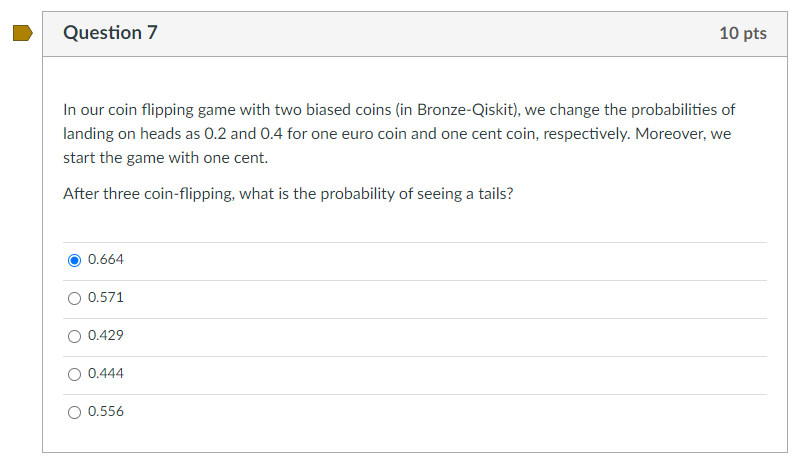 Question 7
10 pts
In our coin flipping game with two biased coins (in Bronze-Qiskit), we change the probabilities of
landing on heads as 0.2 and 0.4 for one euro coin and one cent coin, respectively. Moreover, we
start the game with one cent.
After three coin-flipping, what is the probability of seeing a tails?
0.664
0.571
0.429
0.444
0.556